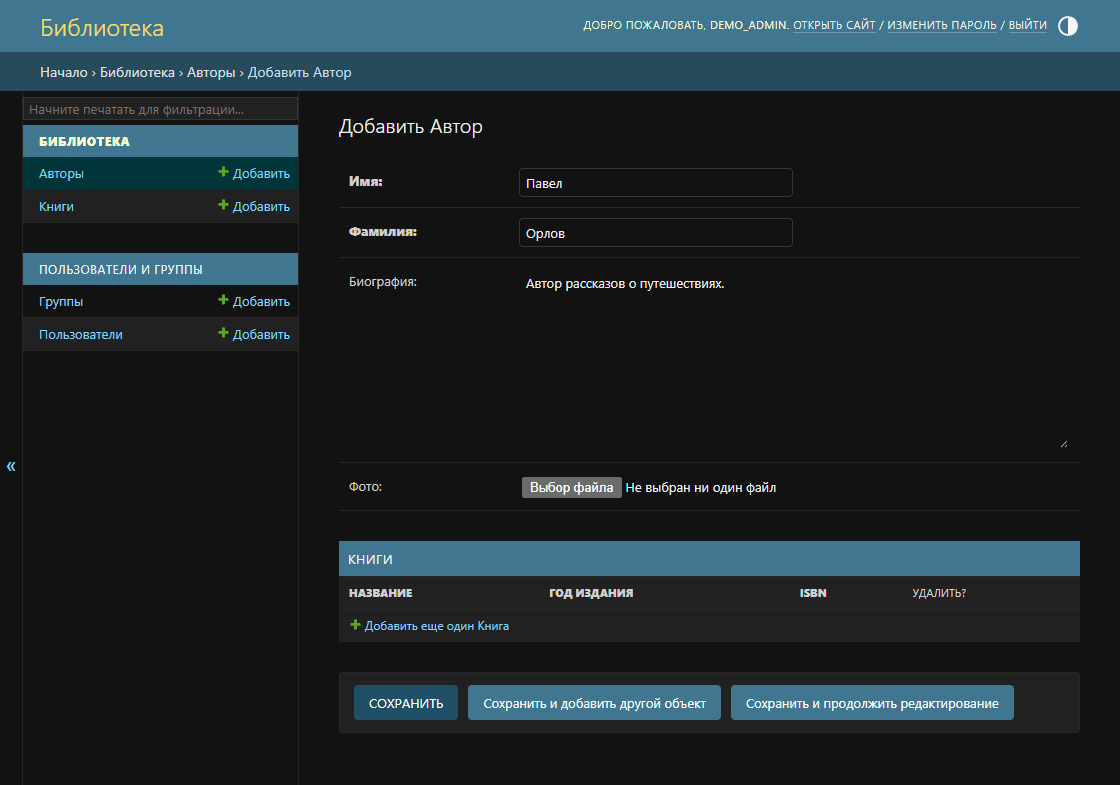 Библиотека
ДОБРО ПОЖАЛОВАТЬ, DEMO_ADMIN. ОТКРЫТЬ САЙТ / ИЗМЕНИТЬ ПАРОЛЬ / ВЫЙТИ
Начало › Библиотека › Авторы › Добавить Автор
Начните печатать для фильтрации...
БИБЛИОТЕКА
Авторы + Добавить
Книги + Добавить
ПОЛЬЗОВАТЕЛИ И ГРУППЫ
Группы + Добавить
Пользователи + Добавить
«
Добавить Автор
Имя: Павел
Фамилия: Орлов
Биография: Автор рассказов о путешествиях.
Фото: Выбор файла Не выбран ни один файл
КНИГИ
НАЗВАНИЕ ГОД ИЗДАНИЯ ISBN УДАЛИТЬ?
+ Добавить еще один Книга
СОХРАНИТЬ Сохранить и добавить другой объект Сохранить и продолжить редактирование